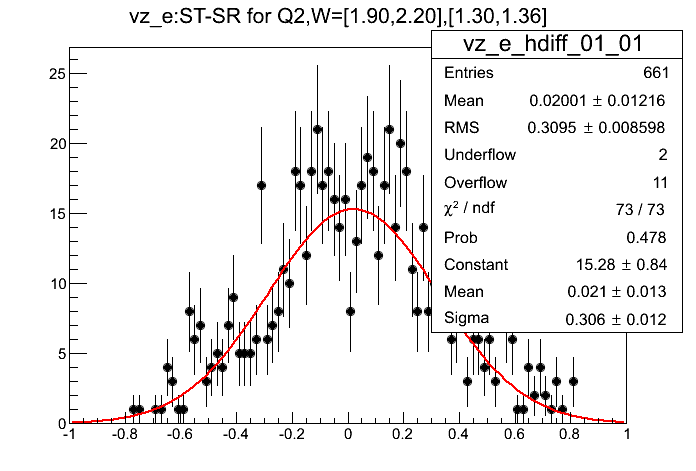 vz_e:ST-SR for Q2,W=[1.90,2.20],[1.30,1.36]
vz_e_hdiff_01_01
Entries 661
Mean 0.02001 ± 0.01216
RMS 0.3095 ± 0.008598
Underflow 2
Overflow 11
χ² / ndf 73 / 73
Prob 0.478
Constant 15.28 ± 0.84
Mean 0.021 ± 0.013
Sigma 0.306 ± 0.012
25
20
15
10
5
0
-1 -0.8 -0.6 -0.4 -0.2 0 0.2 0.4 0.6 0.8 1